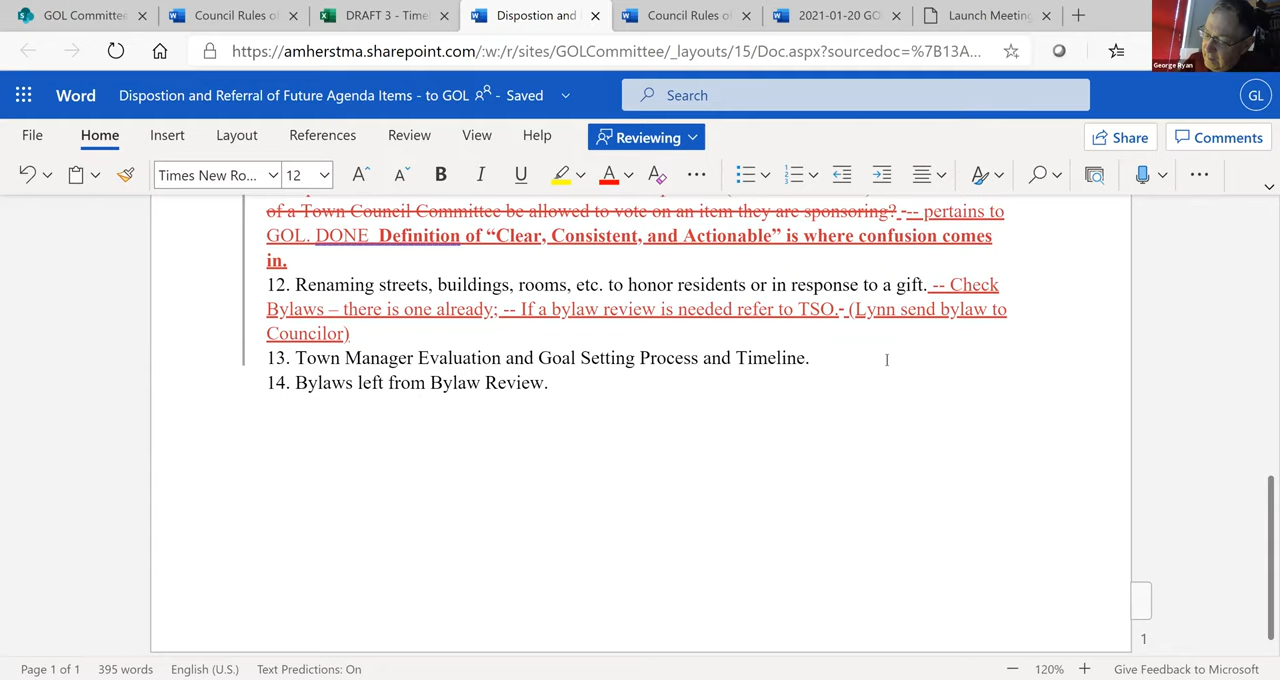 GOL Committee
Council Rules of
DRAFT 3 - Time
Dispostion and
Council Rules of
2021-01-20 GO
Launch Meeting
https://amherstma.sharepoint.com/:w:/r/sites/GOLCommittee/_layouts/15/Doc.aspx?sourcedoc=%7B13A...
George Ryan
Word
Dispostion and Referral of Future Agenda Items - to GOL - Saved
Search
GL
File
Home
Insert
Layout
References
Review
View
Help
Reviewing
Share
Comments
Times New Ro...
12
of a Town Council Committee be allowed to vote on an item they are sponsoring? --- pertains to
GOL. DONE Definition of “Clear, Consistent, and Actionable” is where confusion comes
in.
12. Renaming streets, buildings, rooms, etc. to honor residents or in response to a gift. -- Check
Bylaws – there is one already; -- If a bylaw review is needed refer to TSO.- (Lynn send bylaw to
Councilor)
13. Town Manager Evaluation and Goal Setting Process and Timeline.
14. Bylaws left from Bylaw Review.
1
Page 1 of 1
395 words
English (U.S.)
Text Predictions: On
120%
Give Feedback to Microsoft